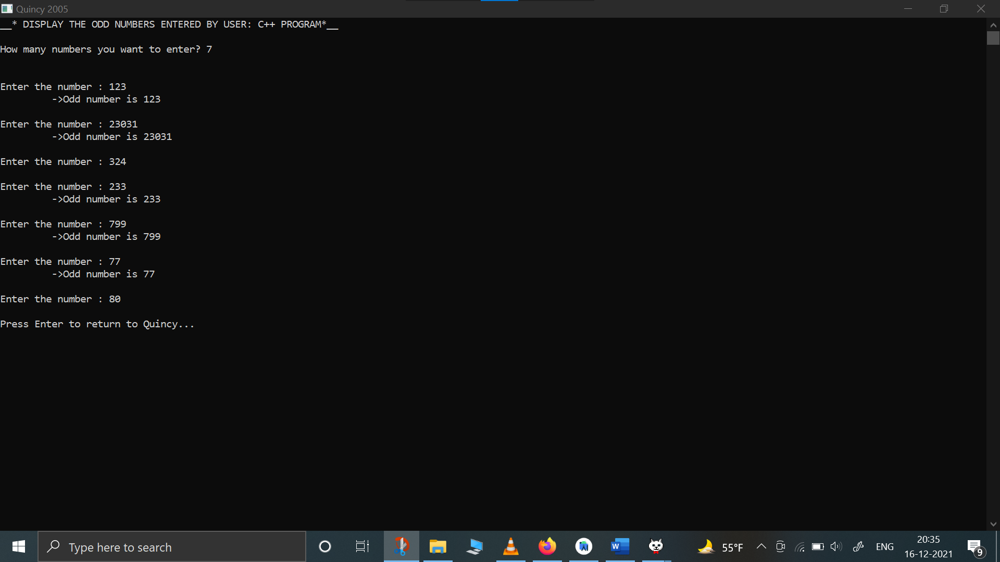 Quincy 2005
__* DISPLAY THE ODD NUMBERS ENTERED BY USER: C++ PROGRAM*__
How many numbers you want to enter? 7
Enter the number : 123
->Odd number is 123
Enter the number : 23031
->Odd number is 23031
Enter the number : 324
Enter the number : 233
->Odd number is 233
Enter the number : 799
->Odd number is 799
Enter the number : 77
->Odd number is 77
Enter the number : 80
Press Enter to return to Quincy...
Type here to search
W
55°F
ENG
20:35
16-12-2021
9